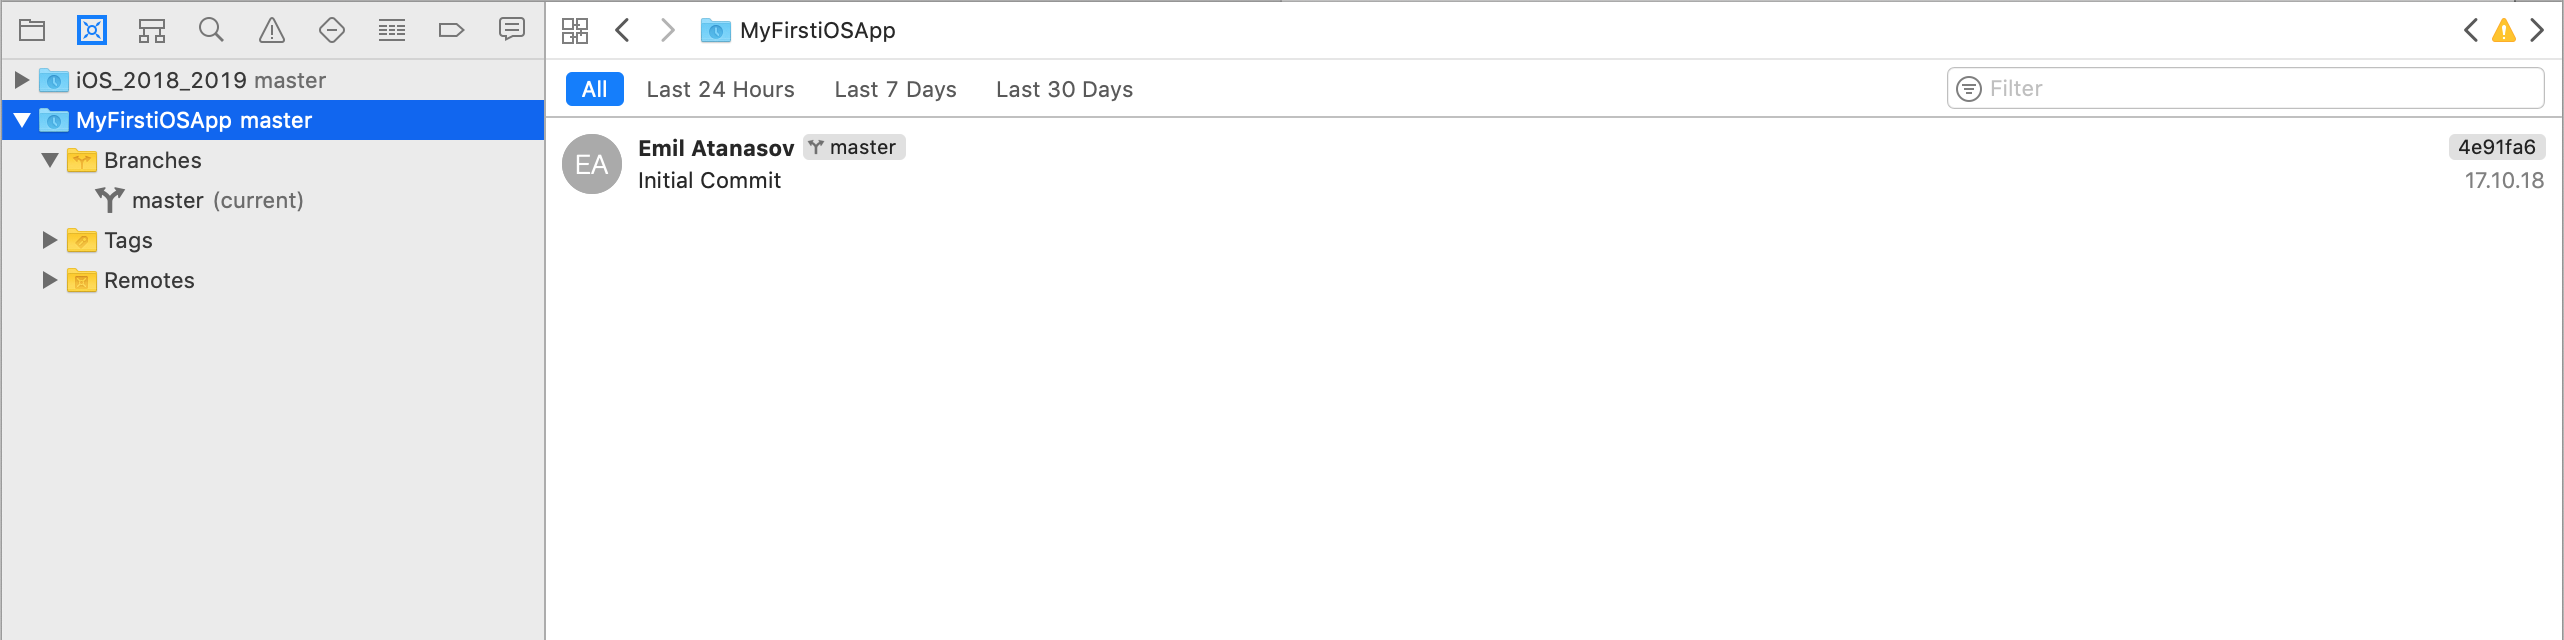 MyFirstiOSApp
iOS_2018_2019 master
MyFirstiOSApp master
Branches
master (current)
Tags
Remotes
All Last 24 Hours Last 7 Days Last 30 Days Filter
EA Emil Atanasov master 4e91fa6
Initial Commit 17.10.18